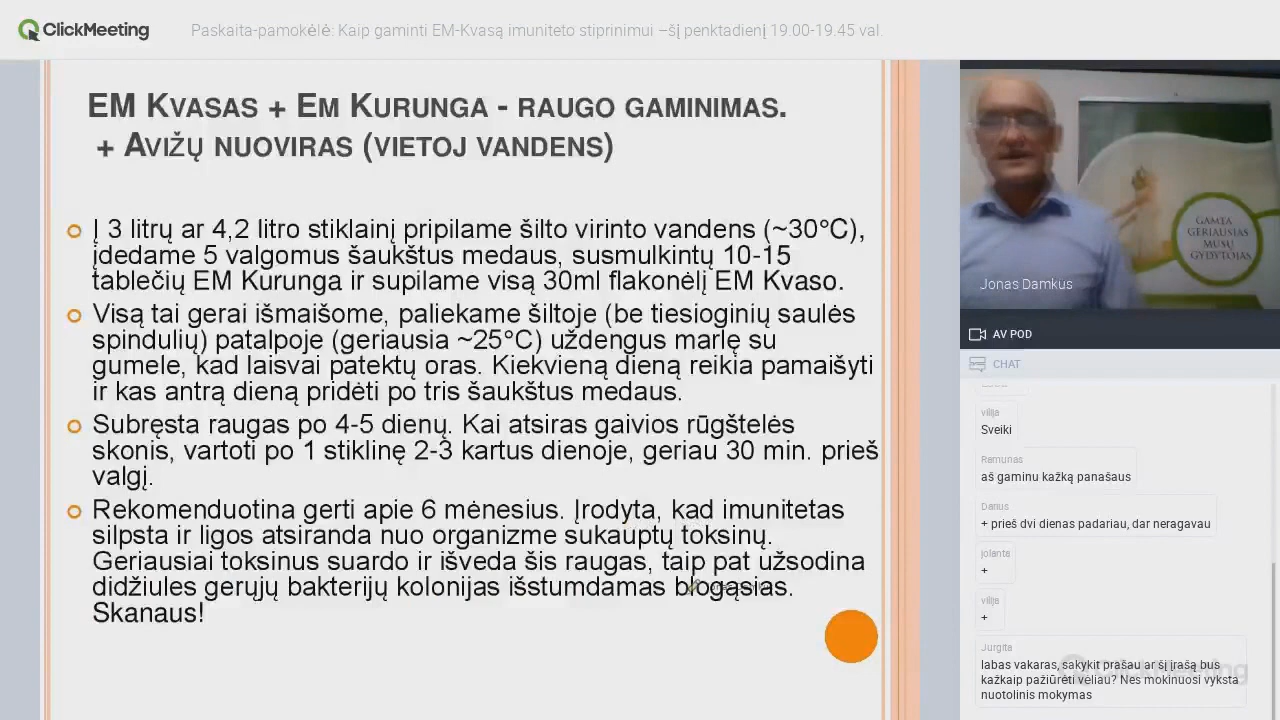 ClickMeeting
Paskaita-pamokėlė: Kaip gaminti EM-Kvasą imuniteto stiprinimui –šį penktadienį 19.00-19.45 val.
EM KVASAS + EM KURUNGA - RAUGO GAMINIMAS.
+ AVIŽŲ NUOVIRAS (VIETOJ VANDENS)
Į 3 litrų ar 4,2 litro stiklainį pripilame šilto virinto vandens (~30°C),
įdedame 5 valgomus šaukštus medaus, susmulkintų 10-15
tablečių EM Kurunga ir supilame visą 30ml flakonėlį EM Kvaso.
Visą tai gerai išmaišome, paliekame šiltoje (be tiesioginių saulės
spindulių) patalpoje (geriausia ~25°C) uždengus marlę su
gumele, kad laisvai patektų oras. Kiekvieną dieną reikia pamaišyti
ir kas antrą dieną pridėti po tris šaukštus medaus.
Subręsta raugas po 4-5 dienų. Kai atsiras gaivios rūgštelės
skonis, vartoti po 1 stiklinę 2-3 kartus dienoje, geriau 30 min. prieš
valgį.
Rekomenduotina gerti apie 6 mėnesius. Įrodyta, kad imunitetas
silpsta ir ligos atsiranda nuo organizme sukauptų toksinų.
Geriausiai toksinus suardo ir išveda šis raugas, taip pat užsodina
didžiules gerųjų bakterijų kolonijas išstumdamas blogąsias.
Skanaus!
GAMTA
GERIAUSIAS
MŪSŲ
GYDYTOJAS
Jonas Damkus
AV POD
CHAT
vilija
Sveiki
Ramunas
aš gaminu kažką panašaus
Darius
+ prieš dvi dienas padariau, dar neragavau
jolanta
+
vilija
+
Jurgita
labas vakaras, sakykit prašau ar šį įrašą bus
kažkaip pažiūrėti vėliau? Nes mokinuosi vyksta
nuotolinis mokymas